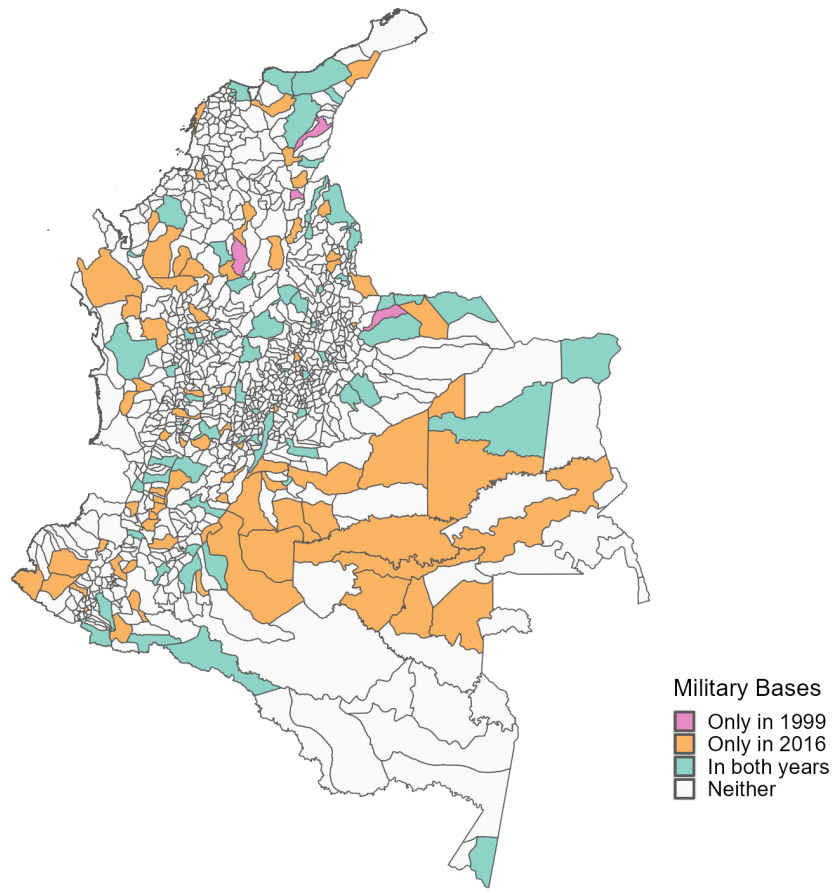 Military Bases
Only in 1999
Only in 2016
In both years
Neither